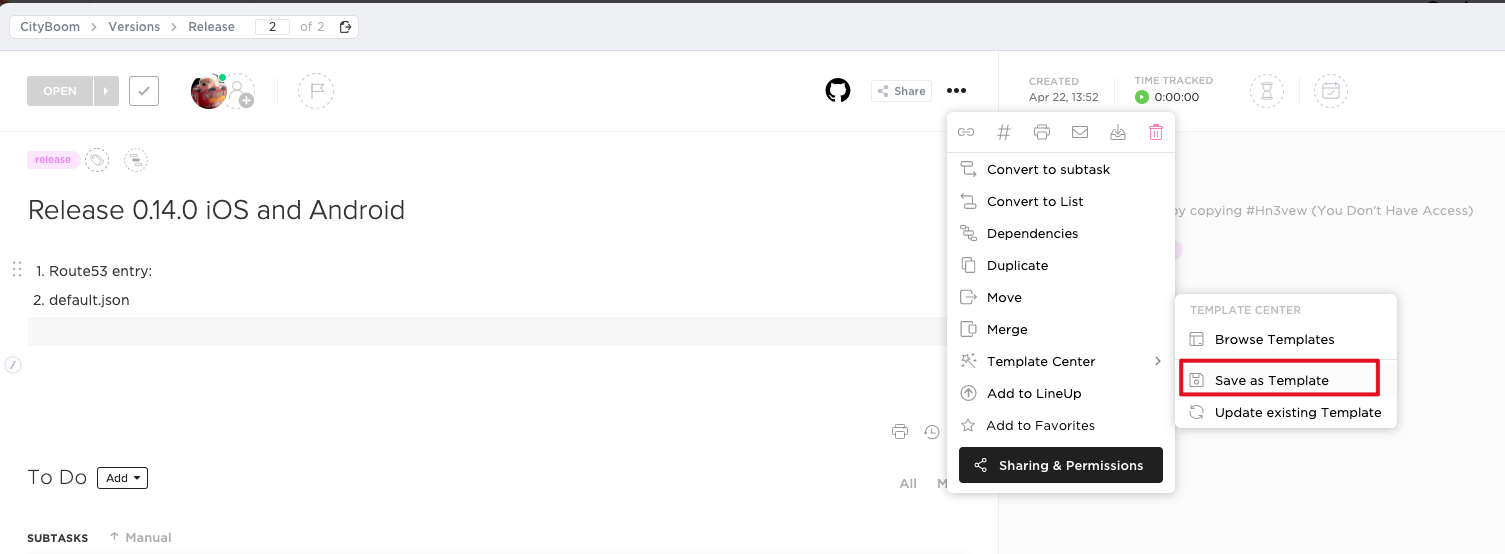 CityBoom > Versions > Release 2 of 2
OPEN
Share
CREATED
Apr 22, 13:52
TIME TRACKED
0:00:00
release
Release 0.14.0 iOS and Android
1. Route53 entry:
2. default.json
/
To Do
Add
All
M
SUBTASKS
Manual
#
Convert to subtask
Convert to List
Dependencies
Duplicate
Move
Merge
Template Center
Add to LineUp
Add to Favorites
Sharing & Permissions
by copying #Hn3vew (You Don't Have Access)
TEMPLATE CENTER
Browse Templates
Save as Template
Update existing Template